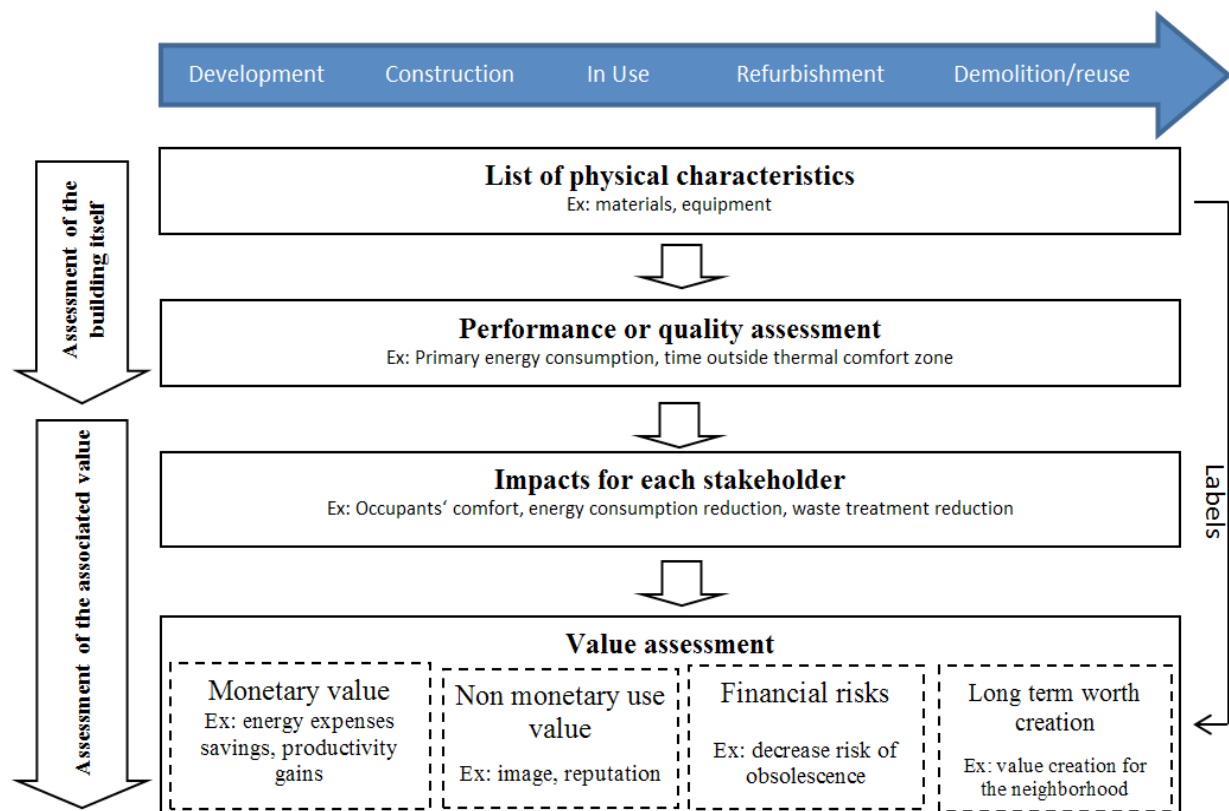 Development Construction In Use Refurbishment Demolition/reuse
Assessment of the
building itself
List of physical characteristics
Ex: materials, equipment
Performance or quality assessment
Ex: Primary energy consumption, time outside thermal comfort zone
Assessment of the associated value
Impacts for each stakeholder
Ex: Occupants‘ comfort, energy consumption reduction, waste treatment reduction
Labels
Value assessment
Monetary value
Ex: energy expenses
savings, productivity
gains
Non monetary use
value
Ex: image, reputation
Financial risks
Ex: decrease risk of
obsolescence
Long term worth
creation
Ex: value creation for
the neighborhood